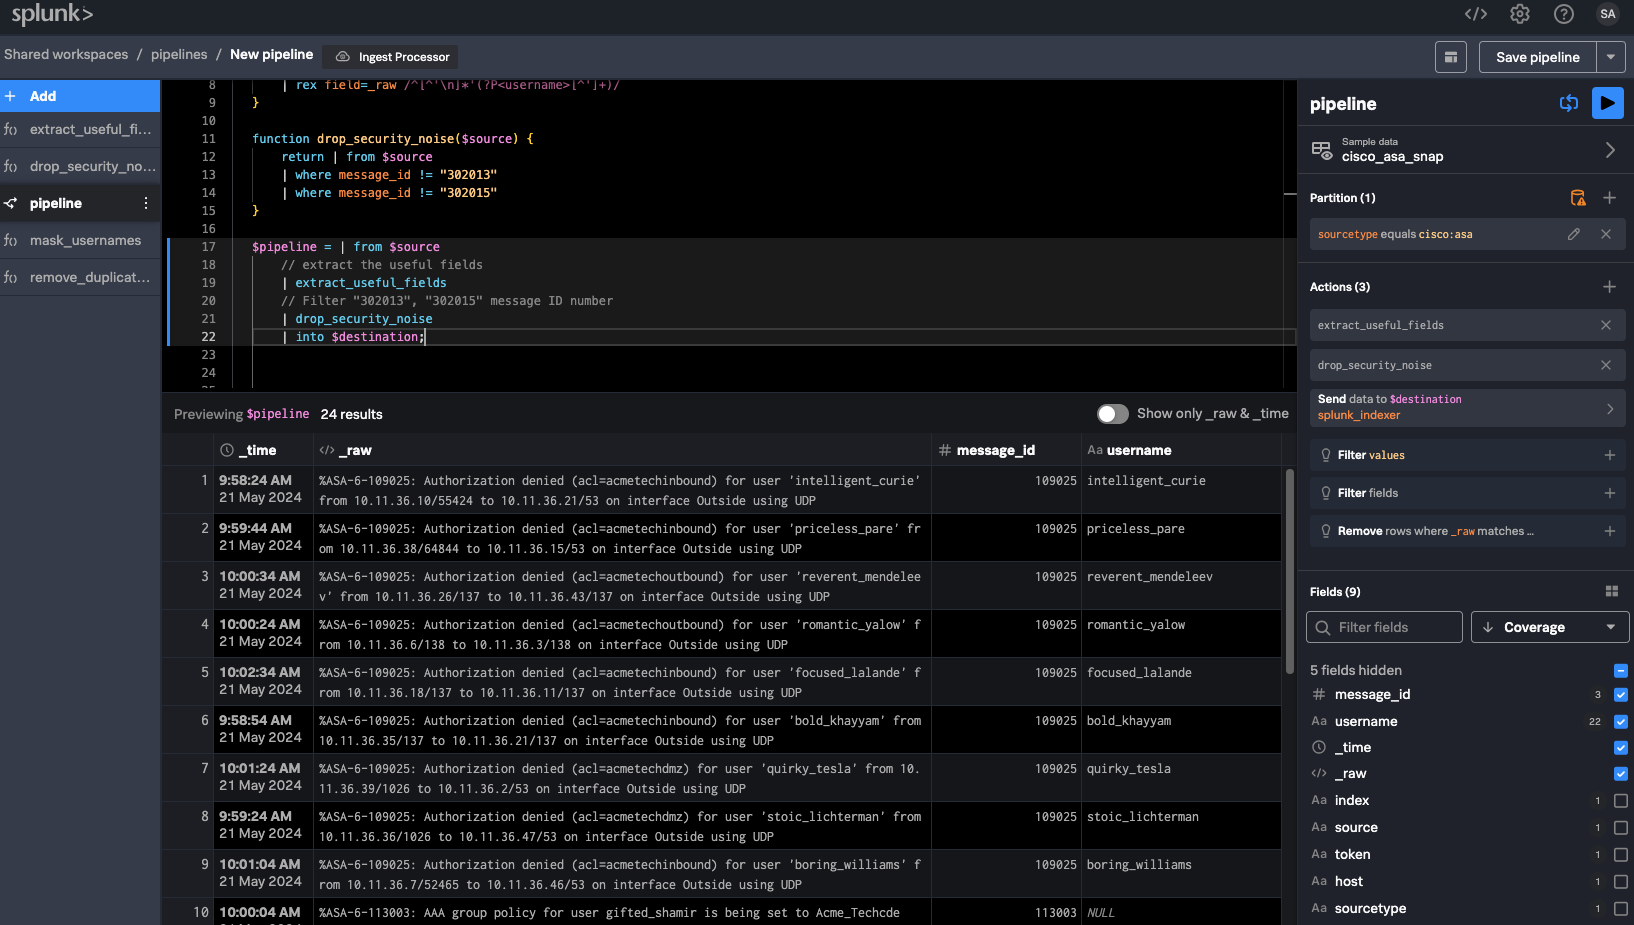 splunk>
SA
Shared workspaces / pipelines / New pipeline
Ingest Processor
Save pipeline
+ Add
extract_useful_fi...
drop_security_no...
pipeline
mask_usernames
remove_duplicat...
8 | rex field=_raw /^[^'\n]*'(?P<username>[^']+)/
9 }
10
11 function drop_security_noise($source) {
12 return | from $source
13 | where message_id != "302013"
14 | where message_id != "302015"
15 }
16
17 $pipeline = | from $source
18 // extract the useful fields
19 | extract_useful_fields
20 // Filter "302013", "302015" message ID number
21 | drop_security_noise
22 | into $destination;
23
24
Previewing $pipeline 24 results
Show only _raw & _time
_time </> _raw # message_id Aa username
1 9:58:24 AM %ASA-6-109025: Authorization denied (acl=acmetechinbound) for user 'intelligent_curie' 109025 intelligent_curie
21 May 2024 from 10.11.36.10/55424 to 10.11.36.21/53 on interface Outside using UDP
2 9:59:44 AM %ASA-6-109025: Authorization denied (acl=acmetechinbound) for user 'priceless_pare' fr 109025 priceless_pare
21 May 2024 om 10.11.36.38/64844 to 10.11.36.15/53 on interface Outside using UDP
3 10:00:34 AM %ASA-6-109025: Authorization denied (acl=acmetechoutbound) for user 'reverent_mendelee 109025 reverent_mendeleev
21 May 2024 v' from 10.11.36.26/137 to 10.11.36.43/137 on interface Outside using UDP
4 10:00:24 AM %ASA-6-109025: Authorization denied (acl=acmetechoutbound) for user 'romantic_yalow' f 109025 romantic_yalow
21 May 2024 rom 10.11.36.6/138 to 10.11.36.3/138 on interface Outside using UDP
5 10:02:34 AM %ASA-6-109025: Authorization denied (acl=acmetechinbound) for user 'focused_lalande' f 109025 focused_lalande
21 May 2024 rom 10.11.36.18/137 to 10.11.36.11/137 on interface Outside using UDP
6 9:58:54 AM %ASA-6-109025: Authorization denied (acl=acmetechinbound) for user 'bold_khayyam' from 109025 bold_khayyam
21 May 2024 10.11.36.35/137 to 10.11.36.21/137 on interface Outside using UDP
7 10:01:24 AM %ASA-6-109025: Authorization denied (acl=acmetechdmz) for user 'quirky_tesla' from 10. 109025 quirky_tesla
21 May 2024 11.36.39/1026 to 10.11.36.2/53 on interface Outside using UDP
8 9:59:24 AM %ASA-6-109025: Authorization denied (acl=acmetechdmz) for user 'stoic_lichterman' from 109025 stoic_lichterman
21 May 2024 10.11.36.36/1026 to 10.11.36.47/53 on interface Outside using UDP
9 10:01:04 AM %ASA-6-109025: Authorization denied (acl=acmetechinbound) for user 'boring_williams' f 109025 boring_williams
21 May 2024 rom 10.11.36.7/52465 to 10.11.36.46/53 on interface Outside using UDP
10 10:00:04 AM %ASA-6-113003: AAA group policy for user gifted_shamir is being set to Acme_Techcde 113003 NULL
pipeline
Sample data
cisco_asa_snap
Partition (1)
sourcetype equals cisco:asa
Actions (3)
extract_useful_fields
drop_security_noise
Send data to $destination
splunk_indexer
Filter values
Filter fields
Remove rows where _raw matches ...
Fields (9)
Filter fields
Coverage
5 fields hidden
# message_id 3
Aa username 22
_time
</> _raw
Aa index 1
Aa source 1
Aa token 1
Aa host 1
Aa sourcetype 1